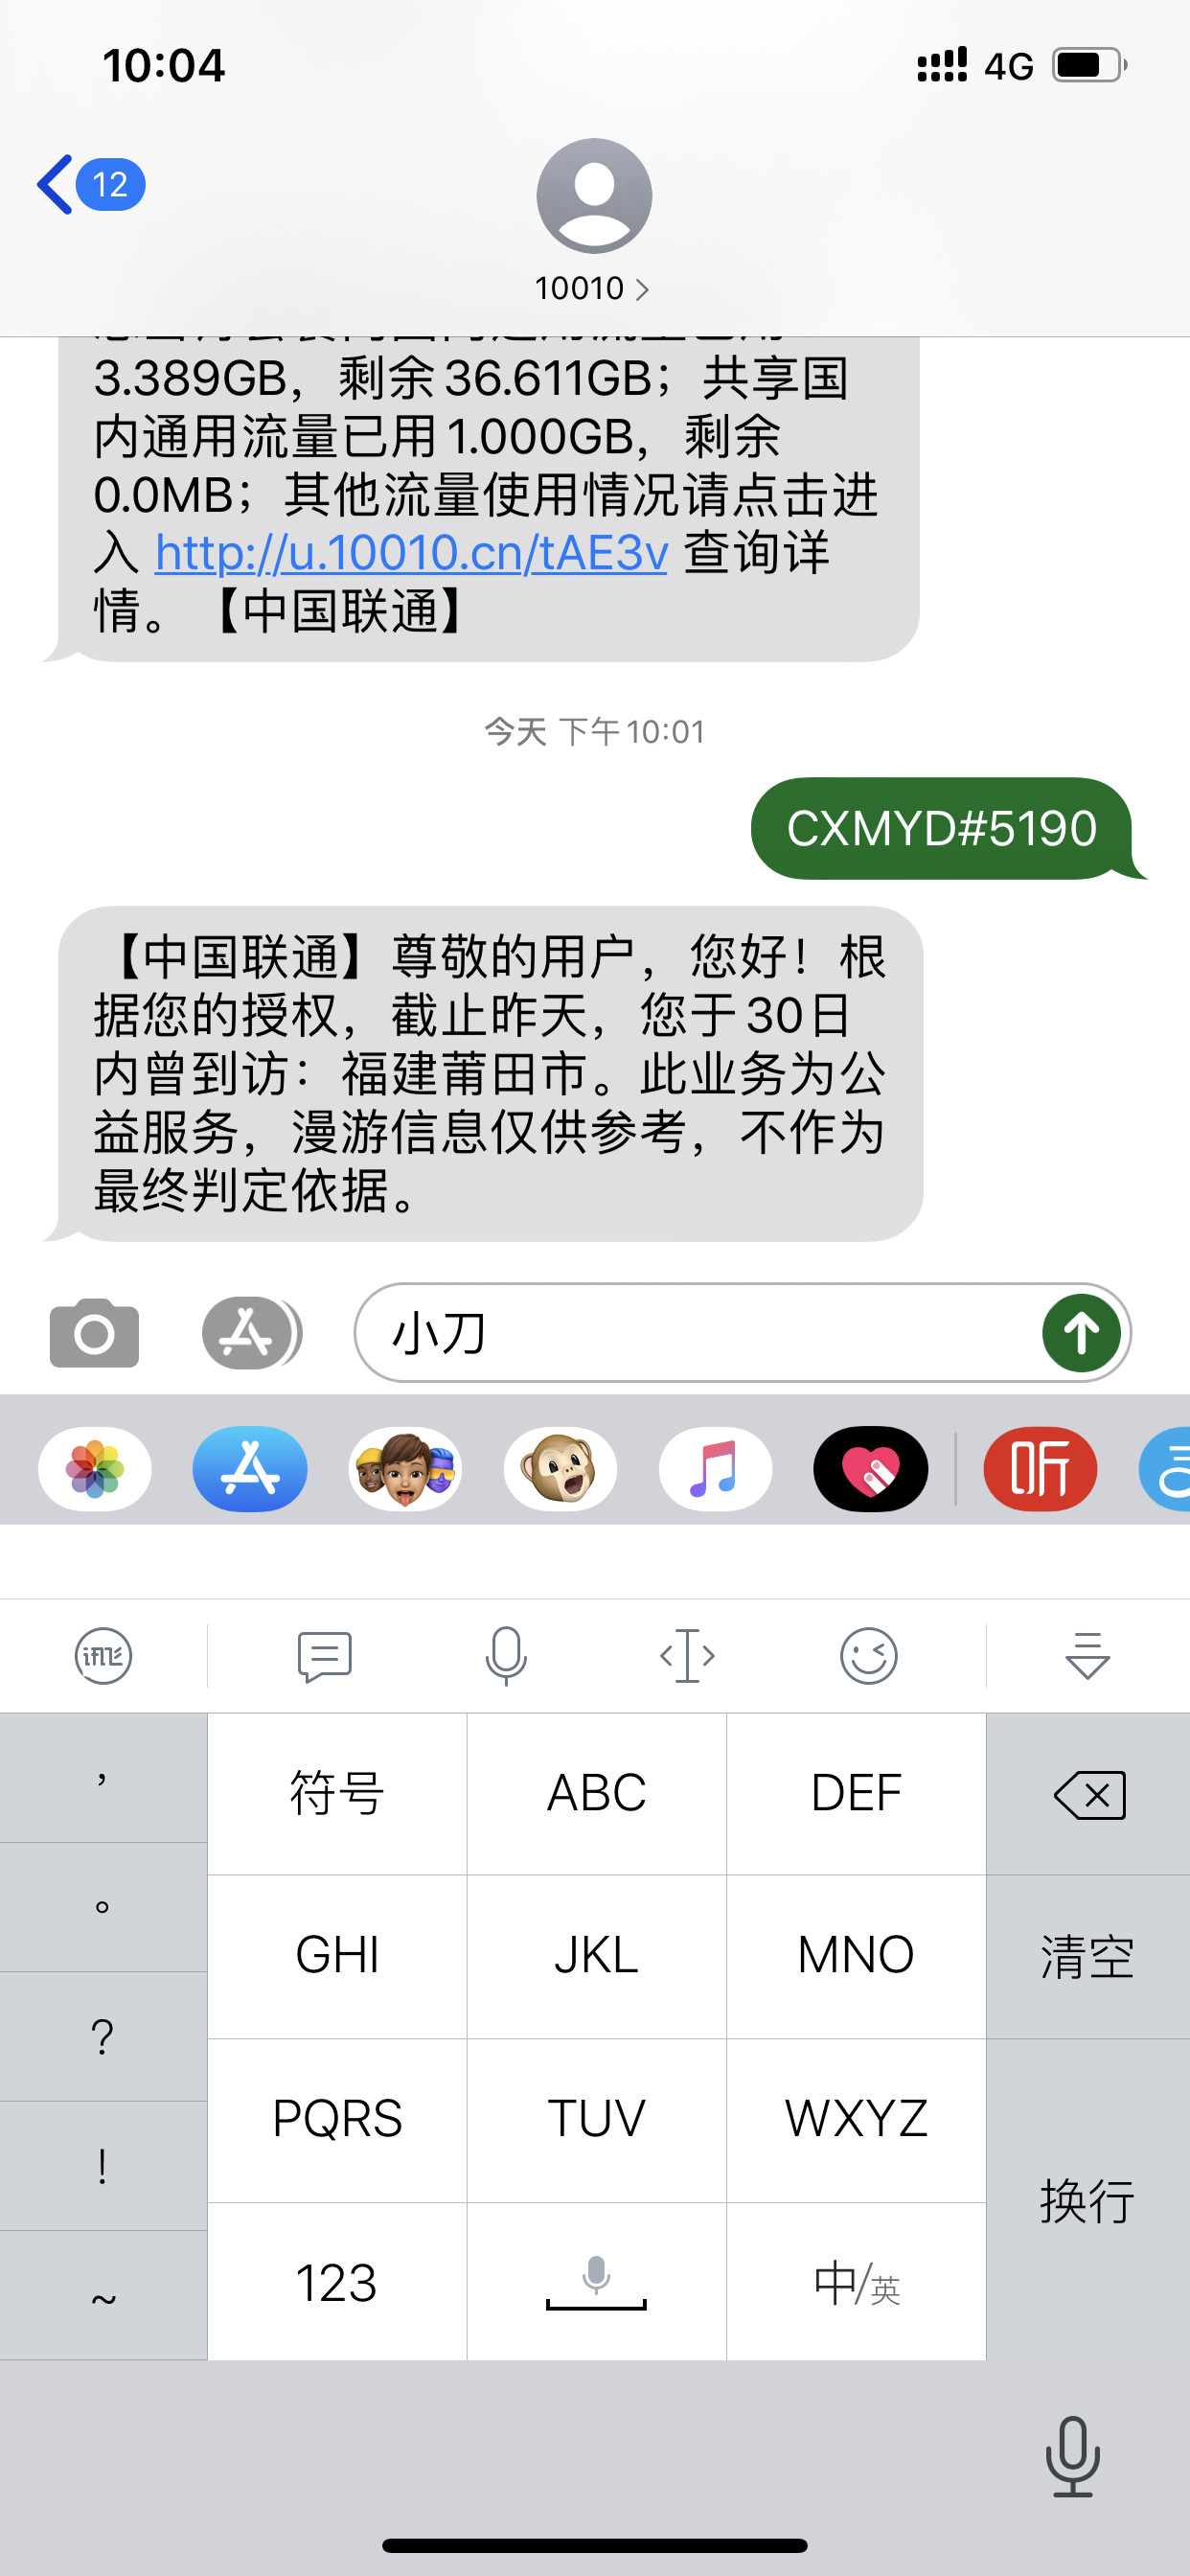 10:04
4G
12
10010
3.389GB，剩余36.611GB；共享国
内通用流量已用1.000GB，剩余
0.0MB；其他流量使用情况请点击进
入 http://u.10010.cn/tAE3v 查询详
情。【中国联通】
今天 下午10:01
CXMYD#5190
【中国联通】尊敬的用户，您好！根
据您的授权，截止昨天，您于30日
内曾到访：福建莆田市。此业务为公
益服务，漫游信息仅供参考，不作为
最终判定依据。
小刀
听
，
符号
ABC
DEF
。
GHI
JKL
MNO
清空
？
PQRS
TUV
WXYZ
！
换行
~
123
中/英